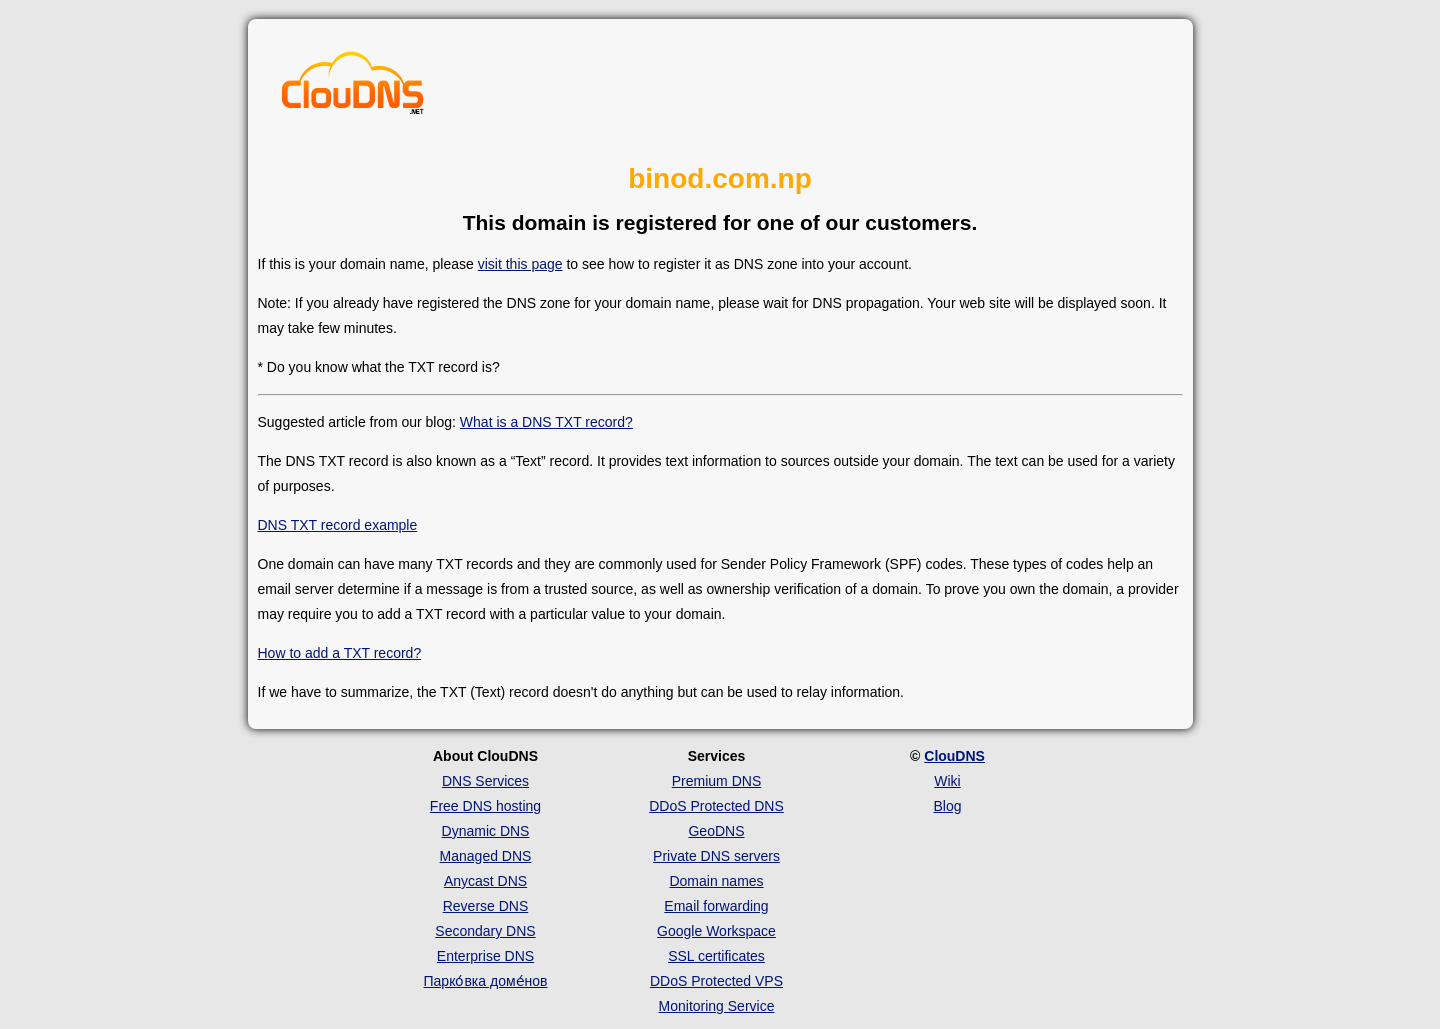 ClouDNS
.NET
binod.com.np
This domain is registered for one of our customers.
If this is your domain name, please visit this page to see how to register it as DNS zone into your account.
Note: If you already have registered the DNS zone for your domain name, please wait for DNS propagation. Your web site will be displayed soon. It
may take few minutes.
* Do you know what the TXT record is?
Suggested article from our blog: What is a DNS TXT record?
The DNS TXT record is also known as a “Text” record. It provides text information to sources outside your domain. The text can be used for a variety
of purposes.
DNS TXT record example
One domain can have many TXT records and they are commonly used for Sender Policy Framework (SPF) codes. These types of codes help an
email server determine if a message is from a trusted source, as well as ownership verification of a domain. To prove you own the domain, a provider
may require you to add a TXT record with a particular value to your domain.
How to add a TXT record?
If we have to summarize, the TXT (Text) record doesn't do anything but can be used to relay information.
About ClouDNS
DNS Services
Free DNS hosting
Dynamic DNS
Managed DNS
Anycast DNS
Reverse DNS
Secondary DNS
Enterprise DNS
Парко́вка доме́нов
Services
Premium DNS
DDoS Protected DNS
GeoDNS
Private DNS servers
Domain names
Email forwarding
Google Workspace
SSL certificates
DDoS Protected VPS
Monitoring Service
© ClouDNS
Wiki
Blog